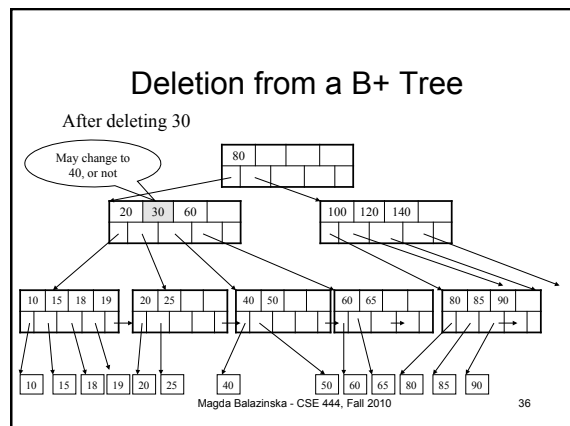 Deletion from a B+ Tree
After deleting 30
May change to
40, or not
80
20 30 60
100 120 140
10 15 18 19
20 25
40 50
60 65
80 85 90
10 15 18 19 20 25 40 50 60 65 80 85 90
Magda Balazinska - CSE 444, Fall 2010 36